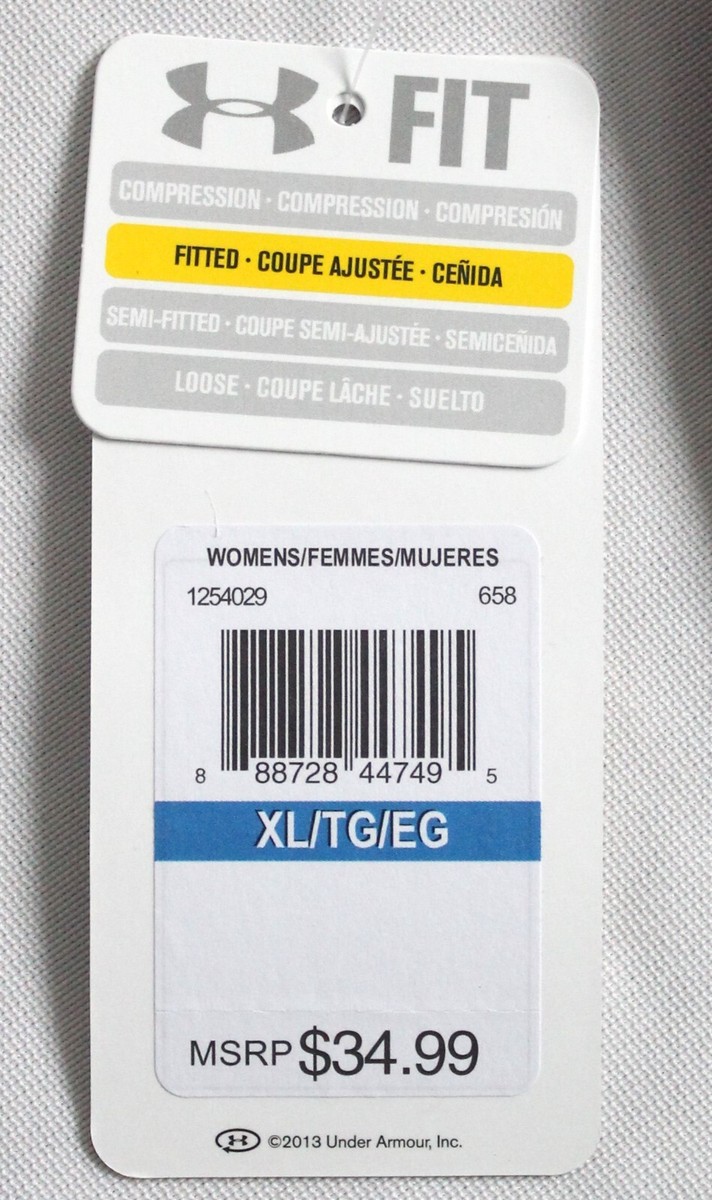 FIT
COMPRESSION · COMPRESSION · COMPRESIÓN
FITTED · COUPE AJUSTÉE · CEÑIDA
SEMI-FITTED · COUPE SEMI-AJUSTÉE · SEMICEÑIDA
LOOSE · COUPE LÂCHE · SUELTO
WOMENS/FEMMES/MUJERES
1254029 658
8 88728 44749 5
XL/TG/EG
MSRP $34.99
©2013 Under Armour, Inc.